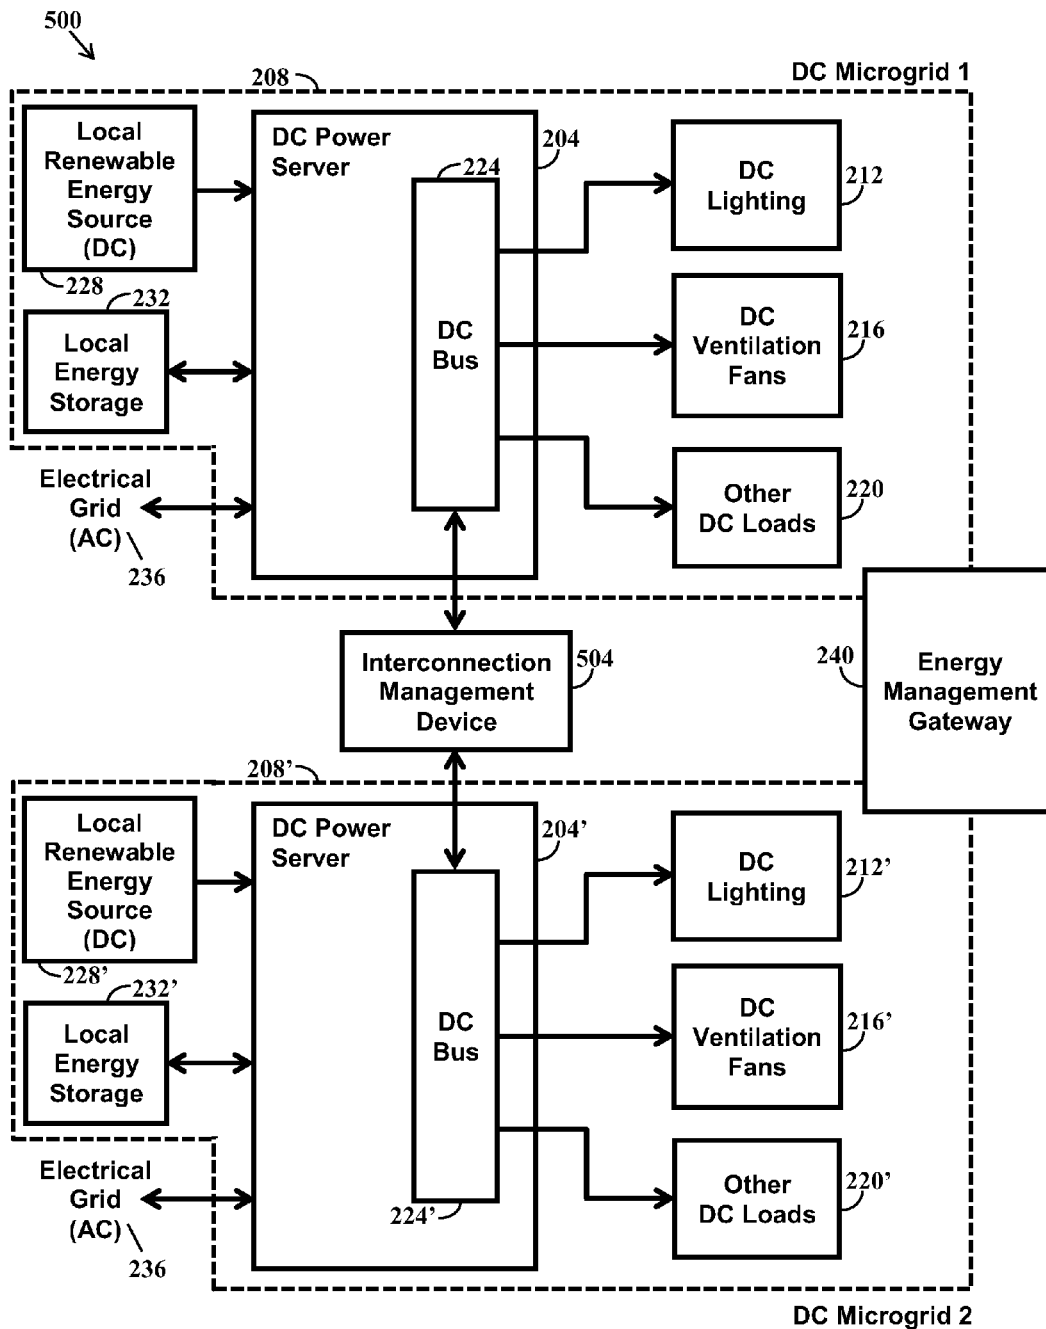 500
DC Microgrid 1
208
Local
Renewable
Energy
Source
(DC)
228
DC Power
Server
204
224
DC
Bus
DC
Lighting
212
232
Local
Energy
Storage
DC
Ventilation
Fans
216
Electrical
Grid
(AC)
236
Other
DC Loads
220
Interconnection
Management
Device
504
240
Energy
Management
Gateway
208’
Local
Renewable
Energy
Source
(DC)
228’
DC Power
Server
204’
DC
Bus
224’
DC
Lighting
212’
232’
Local
Energy
Storage
DC
Ventilation
Fans
216’
Electrical
Grid
(AC)
236
Other
DC Loads
220’
DC Microgrid 2